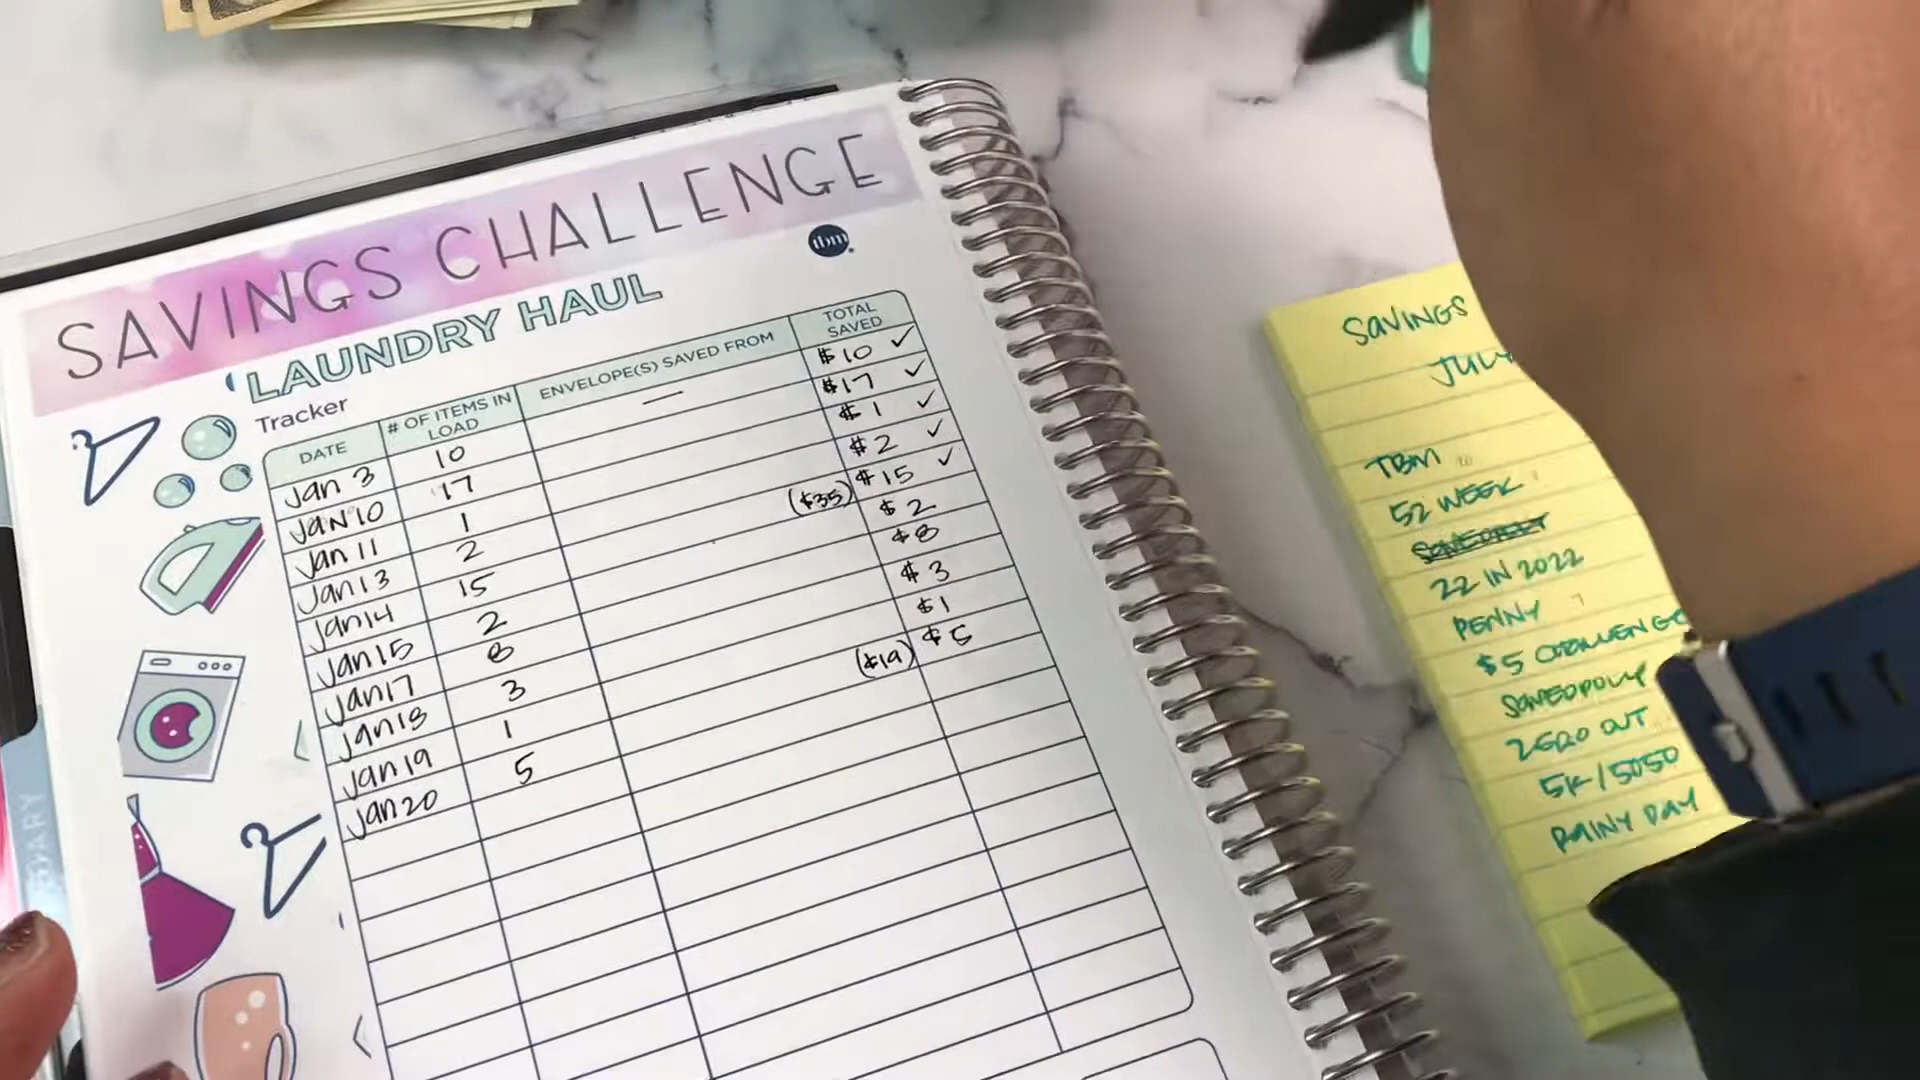 SAVINGS CHALLENGE
tbm
LAUNDRY HAUL
Tracker
DATE # OF ITEMS IN LOAD ENVELOPE(S) SAVED FROM TOTAL SAVED
Jan 3 10 — $10 ✓
Jan 10 17 $17 ✓
Jan 11 1 $1 ✓
Jan 13 2 $2 ✓
Jan 14 15 ($35) $15 ✓
Jan 15 2 $2
Jan 17 8 $8
Jan 18 3 $3
Jan 19 1 $1
Jan 20 5 ($19) $5
SAVINGS
JULY
TBM
52 WEEK
22 IN 2022
PENNY
$5 CHALLENGE
SAVEOPOLY
ZERO OUT
5K/5050
RAINY DAY